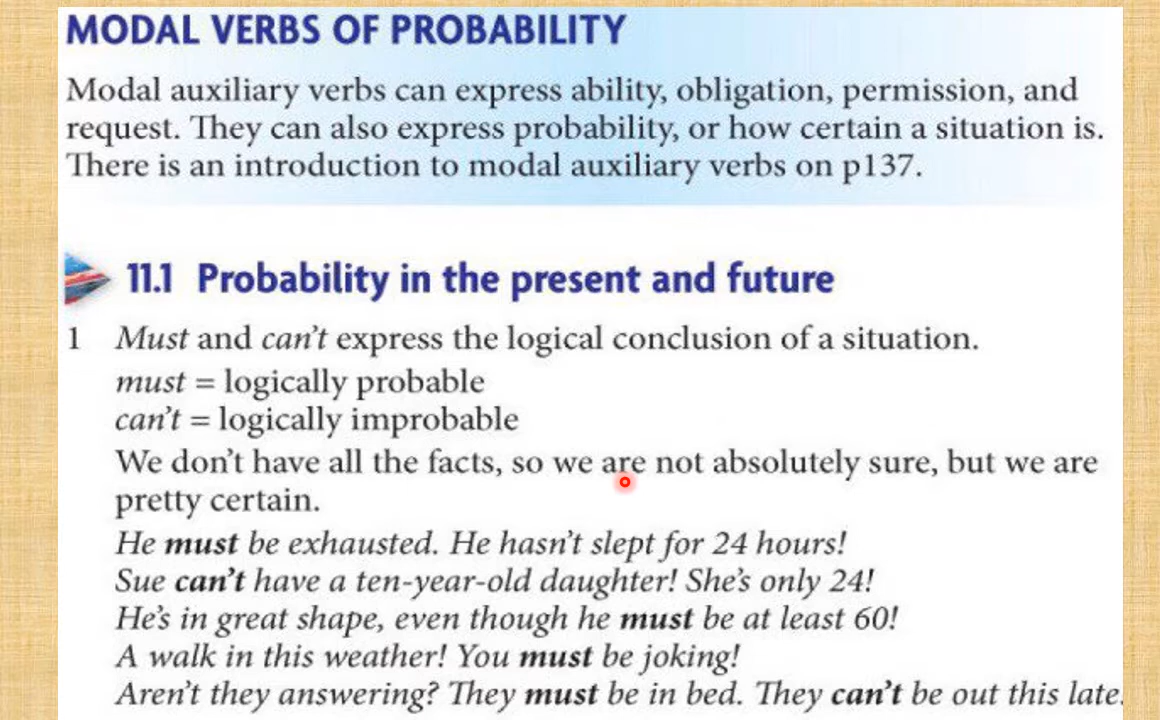 MODAL VERBS OF PROBABILITY
Modal auxiliary verbs can express ability, obligation, permission, and
request. They can also express probability, or how certain a situation is.
There is an introduction to modal auxiliary verbs on p137.
11.1 Probability in the present and future
1 Must and can't express the logical conclusion of a situation.
must = logically probable
can't = logically improbable
We don't have all the facts, so we are not absolutely sure, but we are
pretty certain.
He must be exhausted. He hasn't slept for 24 hours!
Sue can't have a ten-year-old daughter! She's only 24!
He's in great shape, even though he must be at least 60!
A walk in this weather! You must be joking!
Aren't they answering? They must be in bed. They can't be out this late.